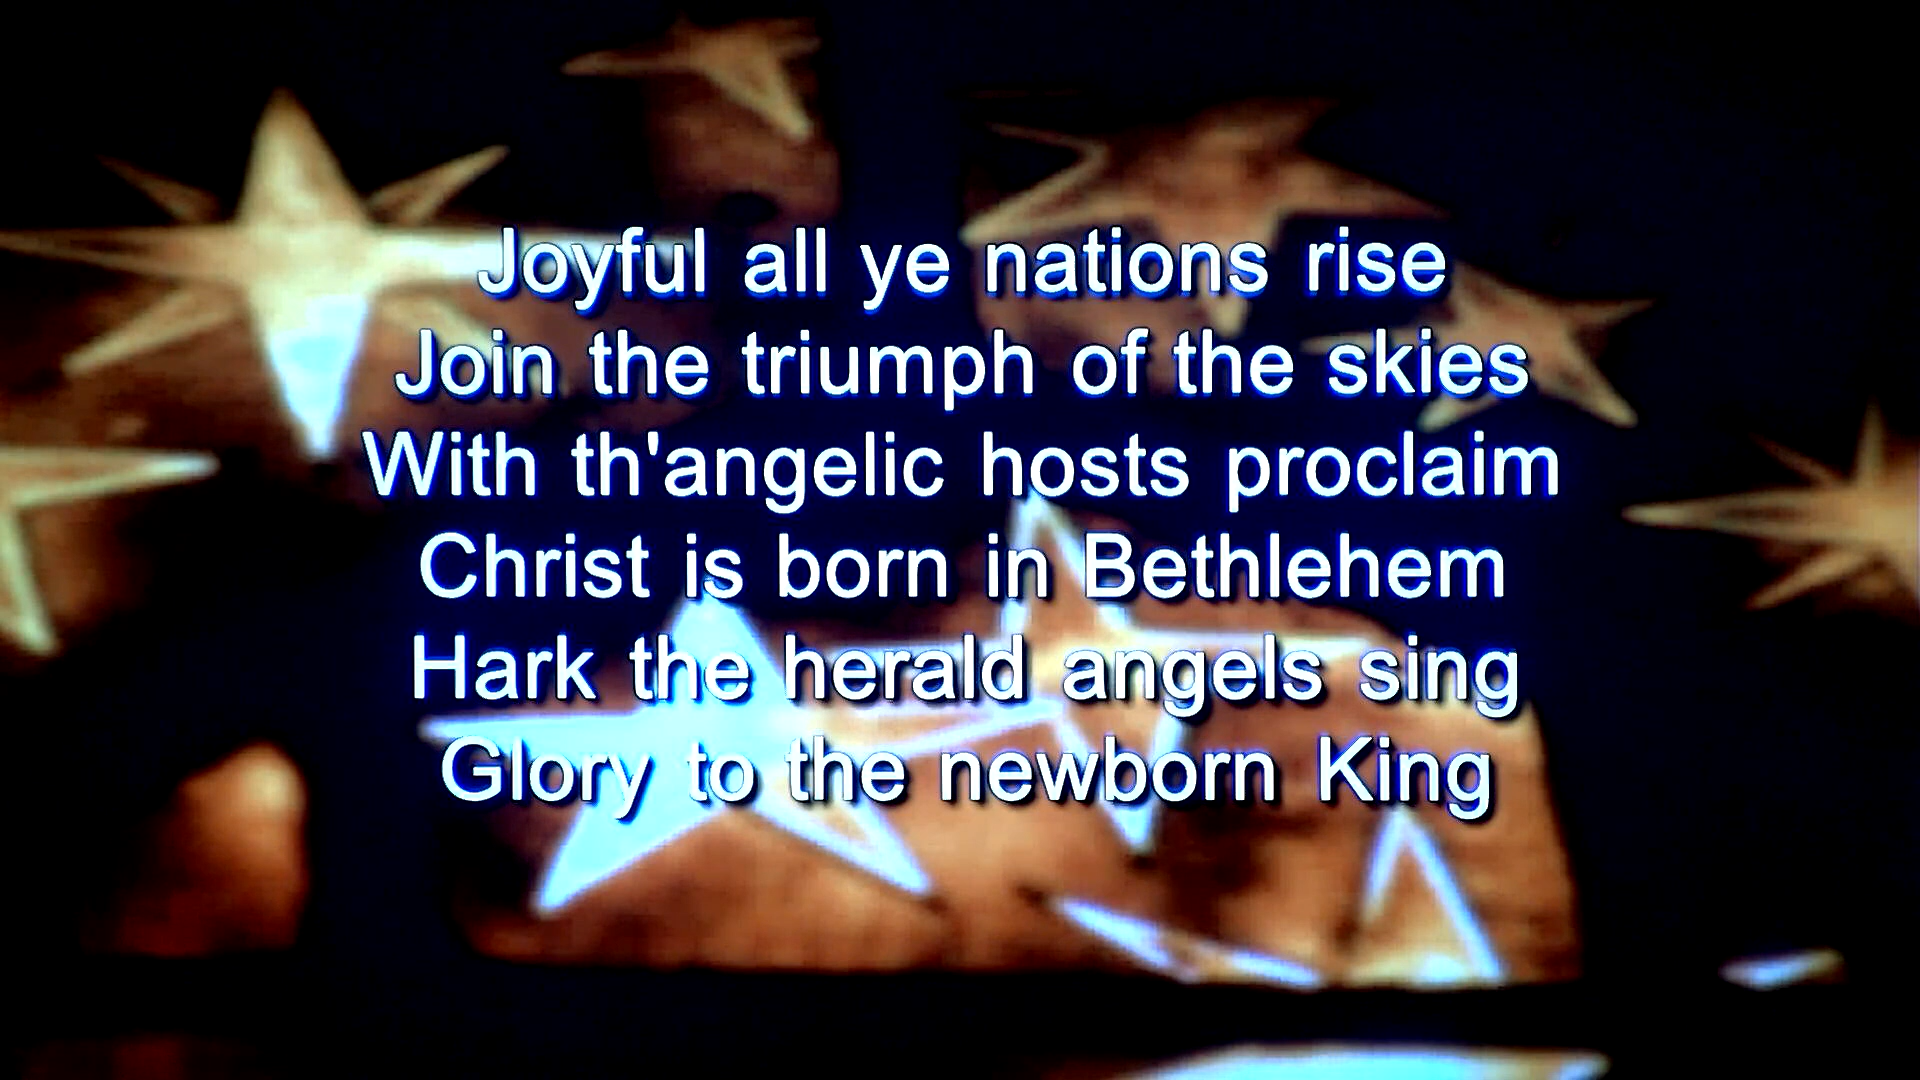 Joyful all ye nations rise
Join the triumph of the skies
With th'angelic hosts proclaim
Christ is born in Bethlehem
Hark the herald angels sing
Glory to the newborn King